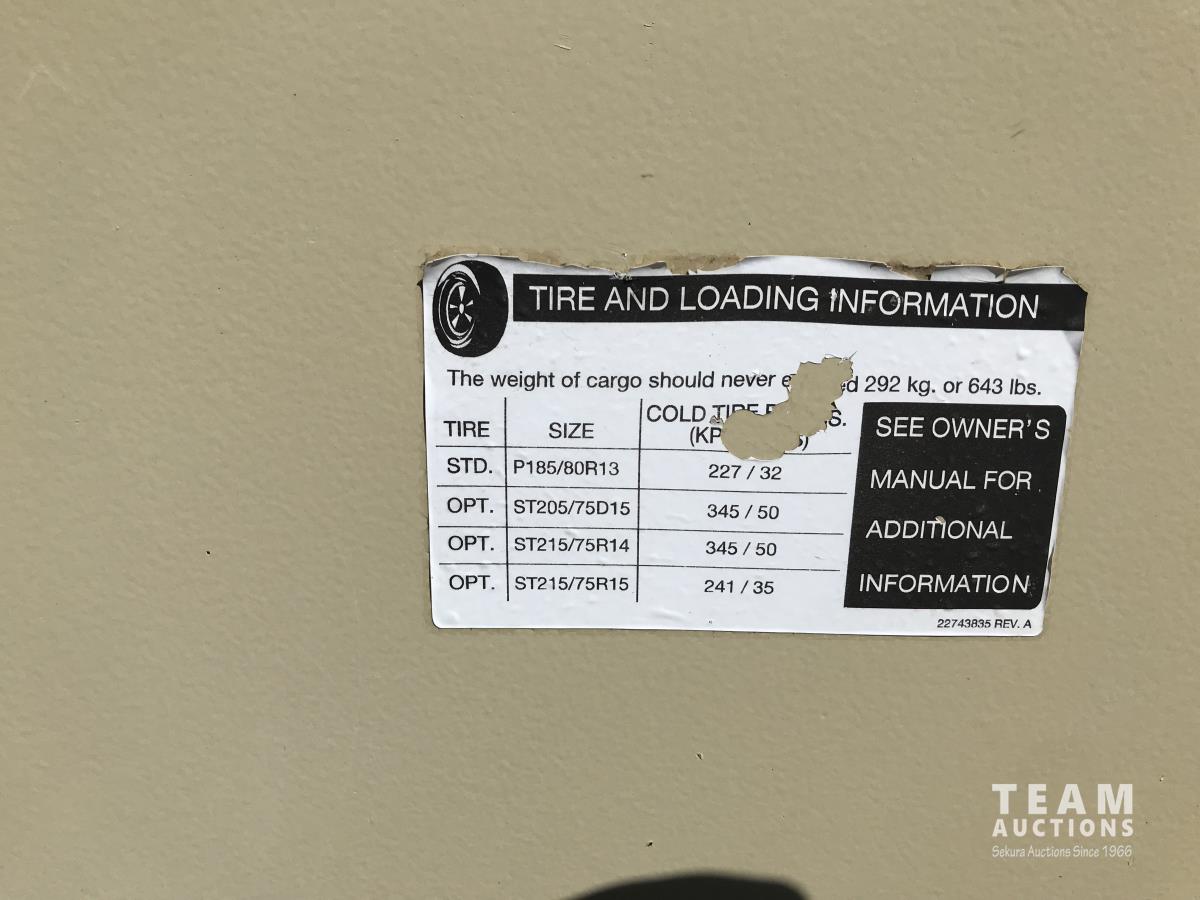 TIRE AND LOADING INFORMATION
The weight of cargo should never 292 kg. or 643 lbs.
TIRE SIZE COLD TIRE
STD. P185/80R13 227 / 32
OPT. ST205/75D15 345 / 50
OPT. ST215/75R14 345 / 50
OPT. ST215/75R15 241 / 35
SEE OWNER'S
MANUAL FOR
ADDITIONAL
INFORMATION
22743835 REV. A
TEAM
AUCTIONS
Sekura Auctions Since 1966